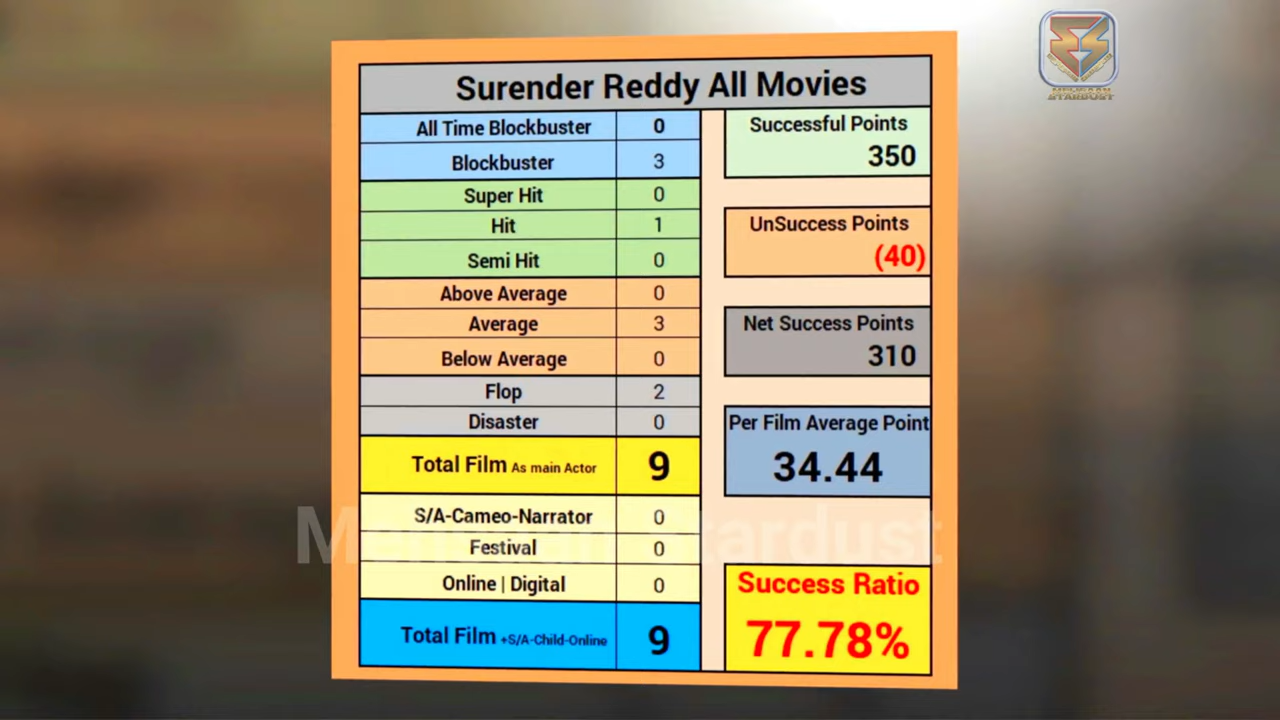 Surender Reddy All Movies
All Time Blockbuster 0
Blockbuster 3
Super Hit 0
Hit 1
Semi Hit 0
Above Average 0
Average 3
Below Average 0
Flop 2
Disaster 0
Total Film As main Actor 9
S/A-Cameo-Narrator 0
Festival 0
Online | Digital 0
Total Film +S/A-Child-Online 9
Successful Points
350
UnSuccess Points
(40)
Net Success Points
310
Per Film Average Point
34.44
Success Ratio
77.78%
Stardust
STARDUST